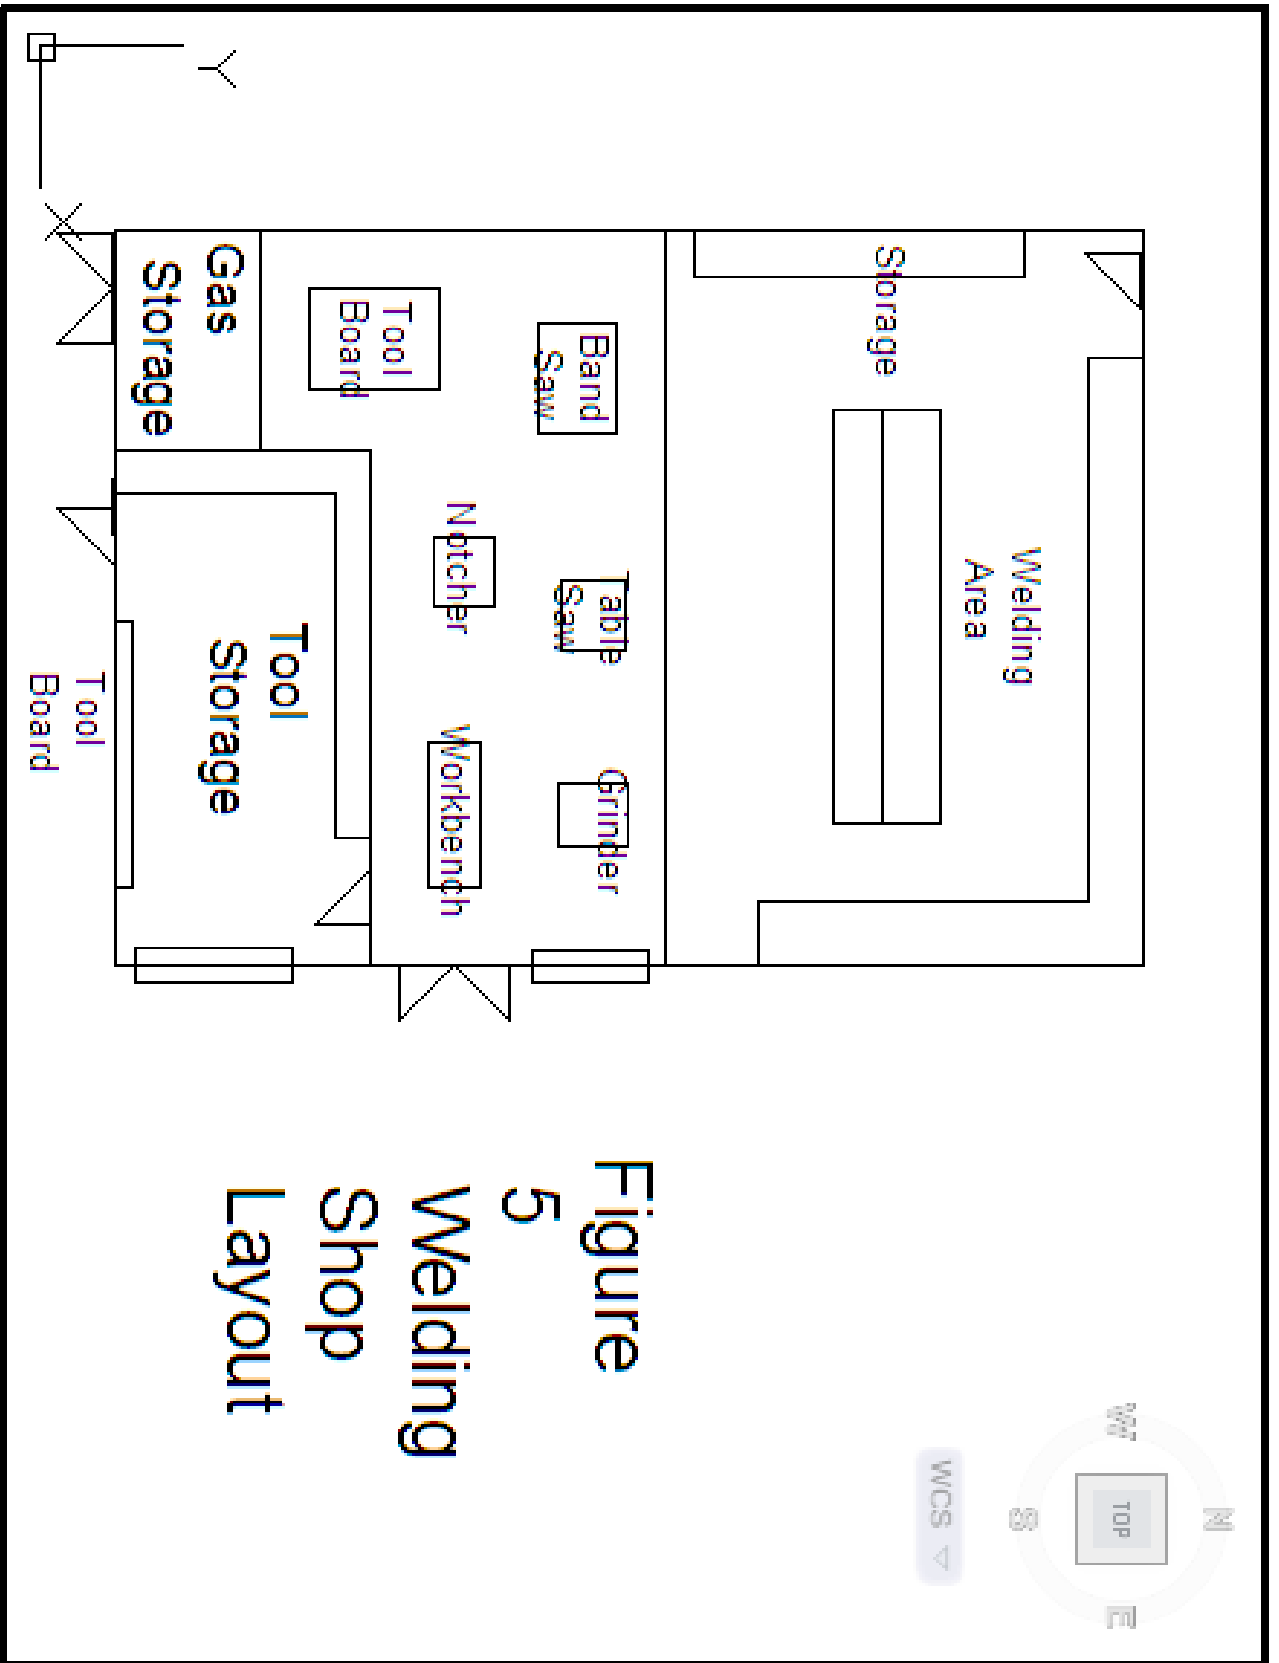 Y
X
Storage
Welding
Area
Band
Saw
Table
Saw
Grinder
Tool
Board
Notcher
Workbench
Gas
Storage
Tool
Storage
Tool
Board
Figure
5
Welding
Shop
Layout
N
W
TOP
E
S
WCS